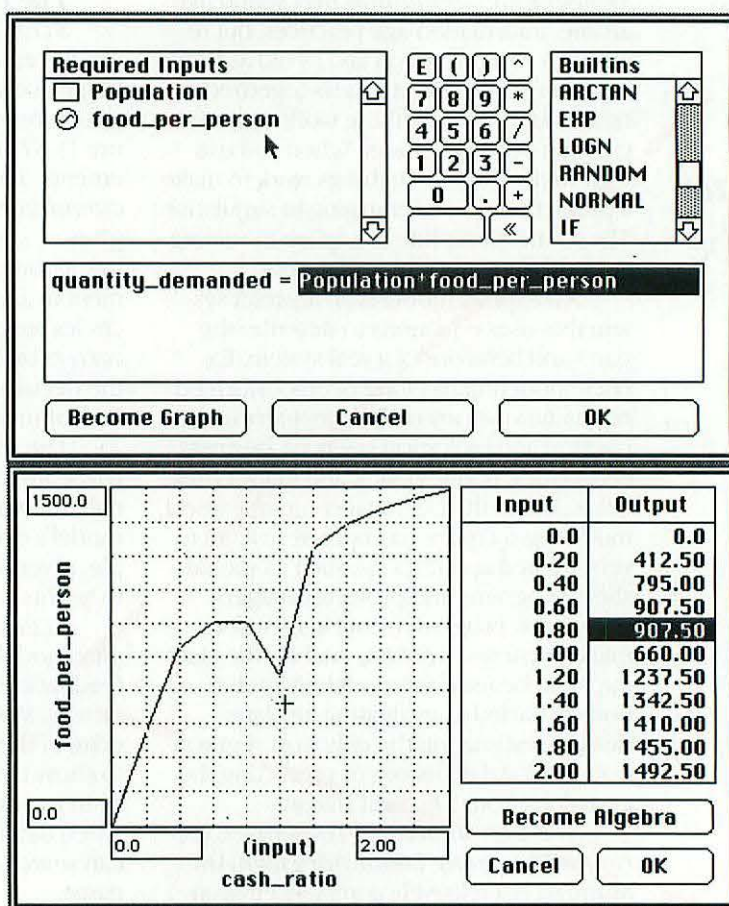 Required Inputs
Population
food_per_person
E ( ) ^
7 8 9 *
4 5 6 /
1 2 3 -
0 . +
«
Builtins
ARCTAN
EXP
LOGN
RANDOM
NORMAL
IF
quantity_demanded = Population*food_per_person
Become Graph
Cancel
OK
1500.0
food_per_person
0.0
0.0
(input)
2.00
cash_ratio
Input Output
0.0 0.0
0.20 412.50
0.40 795.00
0.60 907.50
0.80 907.50
1.00 660.00
1.20 1237.50
1.40 1342.50
1.60 1410.00
1.80 1455.00
2.00 1492.50
Become Algebra
Cancel
OK